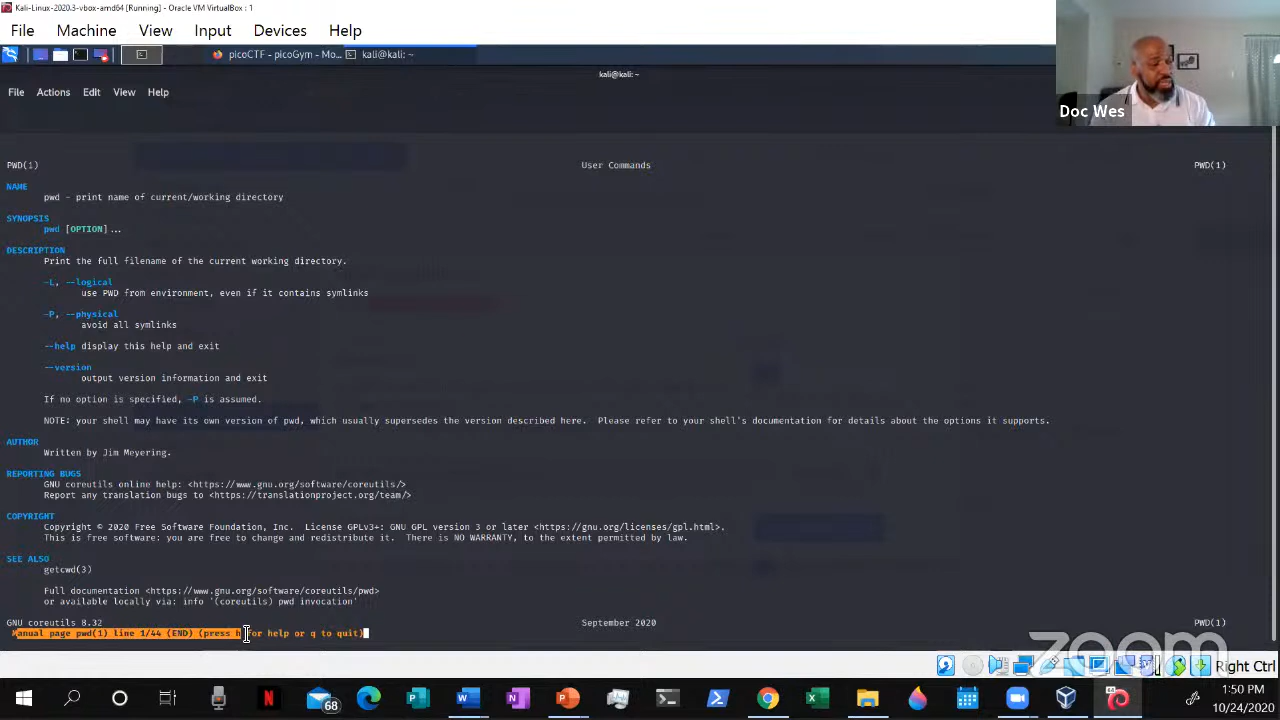 Kali-Linux-2020.3-vbox-amd64 [Running] - Oracle VM VirtualBox : 1
File Machine View Input Devices Help
picoCTF - picoGym - Mo... kali@kali: ~
kali@kali: ~
File Actions Edit View Help
Doc Wes
PWD(1) User Commands PWD(1)
NAME
pwd - print name of current/working directory
SYNOPSIS
pwd [OPTION]...
DESCRIPTION
Print the full filename of the current working directory.
-L, --logical
use PWD from environment, even if it contains symlinks
-P, --physical
avoid all symlinks
--help display this help and exit
--version
output version information and exit
If no option is specified, -P is assumed.
NOTE: your shell may have its own version of pwd, which usually supersedes the version described here. Please refer to your shell's documentation for details about the options it supports.
AUTHOR
Written by Jim Meyering.
REPORTING BUGS
GNU coreutils online help: <https://www.gnu.org/software/coreutils/>
Report any translation bugs to <https://translationproject.org/team/>
COPYRIGHT
Copyright © 2020 Free Software Foundation, Inc. License GPLv3+: GNU GPL version 3 or later <https://gnu.org/licenses/gpl.html>.
This is free software: you are free to change and redistribute it. There is NO WARRANTY, to the extent permitted by law.
SEE ALSO
getcwd(3)
Full documentation <https://www.gnu.org/software/coreutils/pwd>
or available locally via: info '(coreutils) pwd invocation'
GNU coreutils 8.32 September 2020 PWD(1)
Manual page pwd(1) line 1/44 (END) (press h for help or q to quit)
zoom
Right Ctrl
68
1:50 PM
10/24/2020